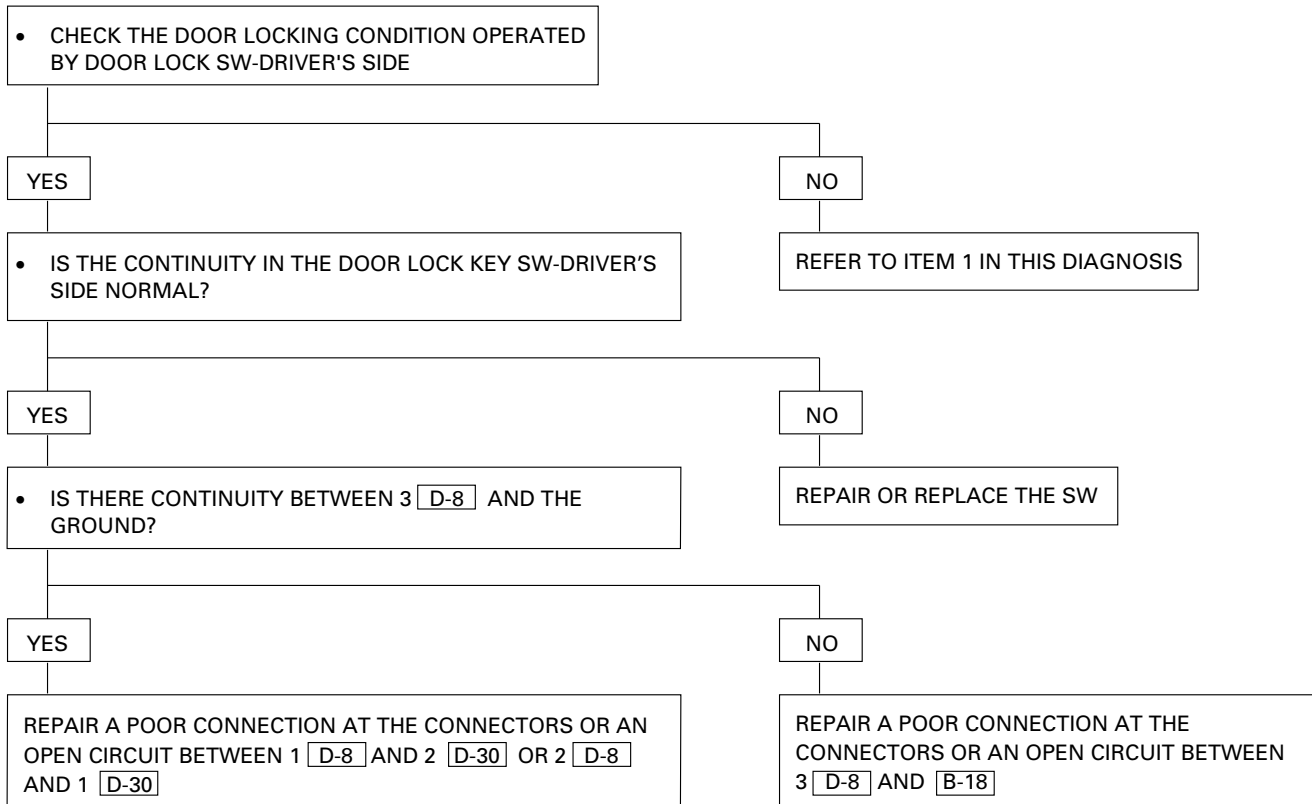 • CHECK THE DOOR LOCKING CONDITION OPERATED
BY DOOR LOCK SW-DRIVER'S SIDE
YES
NO
• IS THE CONTINUITY IN THE DOOR LOCK KEY SW-DRIVER’S
SIDE NORMAL?
REFER TO ITEM 1 IN THIS DIAGNOSIS
YES
NO
• IS THERE CONTINUITY BETWEEN 3 D-8 AND THE
GROUND?
REPAIR OR REPLACE THE SW
YES
NO
REPAIR A POOR CONNECTION AT THE CONNECTORS OR AN
OPEN CIRCUIT BETWEEN 1 D-8 AND 2 D-30 OR 2 D-8
AND 1 D-30
REPAIR A POOR CONNECTION AT THE
CONNECTORS OR AN OPEN CIRCUIT BETWEEN
3 D-8 AND B-18